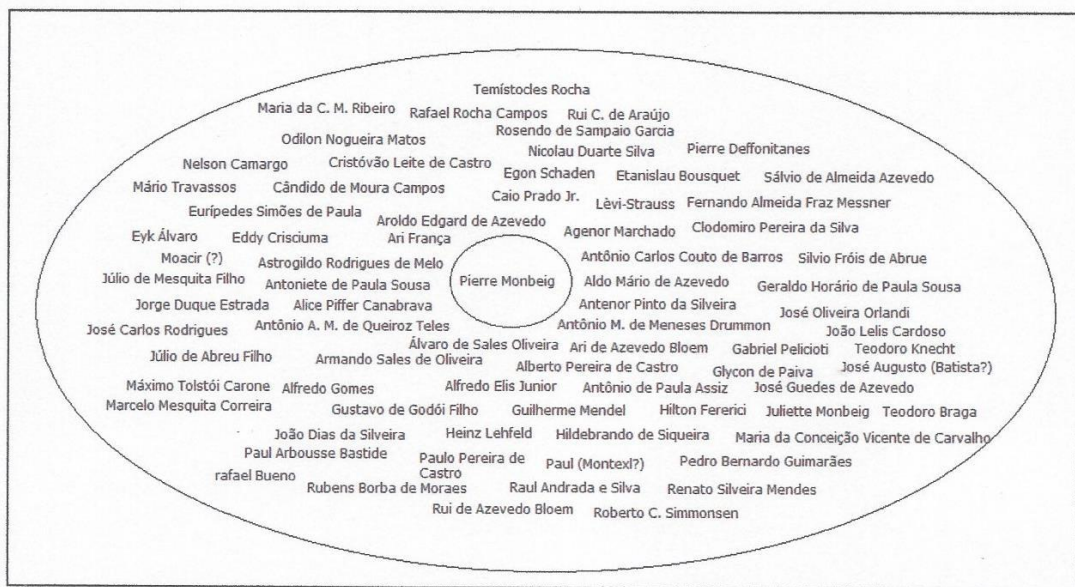 Temístocles Rocha
Maria da C. M. Ribeiro Rafael Rocha Campos Rui C. de Araújo
Rosendo de Sampaio Garcia
Odilon Nogueira Matos
Nicolau Duarte Silva Pierre Deffonitanes
Nelson Camargo Cristóvão Leite de Castro
Egon Schaden Etanislau Bousquet Sálvio de Almeida Azevedo
Mário Travassos Cândido de Moura Campos
Caio Prado Jr. Lèvi-Strauss Fernando Almeida Fraz Messner
Eurípedes Simões de Paula
Aroldo Edgard de Azevedo
Agenor Marchado Clodomiro Pereira da Silva
Eyk Álvaro Eddy Crisciuma Ari França
Moacir (?) Astrogildo Rodrigues de Melo Antônio Carlos Couto de Barros Silvio Fróis de Abrue
Júlio de Mesquita Filho Antoniete de Paula Sousa Pierre Monbeig Aldo Mário de Azevedo Geraldo Horário de Paula Sousa
Jorge Duque Estrada Alice Piffer Canabrava Antenor Pinto da Silveira José Oliveira Orlandi
José Carlos Rodrigues Antônio A. M. de Queiroz Teles Antônio M. de Meneses Drummon João Lelis Cardoso
Álvaro de Sales Oliveira Ari de Azevedo Bloem Gabriel Pelicioti Teodoro Knecht
Júlio de Abreu Filho Armando Sales de Oliveira Alberto Pereira de Castro Glycon de Paiva José Augusto (Batista?)
Máximo Tolstói Carone Alfredo Gomes Alfredo Elis Junior Antônio de Paula Assiz José Guedes de Azevedo
Marcelo Mesquita Correira Gustavo de Godói Filho Guilherme Mendel Hilton Fererici Juliette Monbeig Teodoro Braga
João Dias da Silveira Heinz Lehfeld Hildebrando de Siqueira Maria da Conceição Vicente de Carvalho
Paul Arbousse Bastide Paulo Pereira de Castro Paul (Montexl?) Pedro Bernardo Guimarães
rafael Bueno
Rubens Borba de Moraes Raul Andrada e Silva Renato Silveira Mendes
Rui de Azevedo Bloem Roberto C. Simmonsen